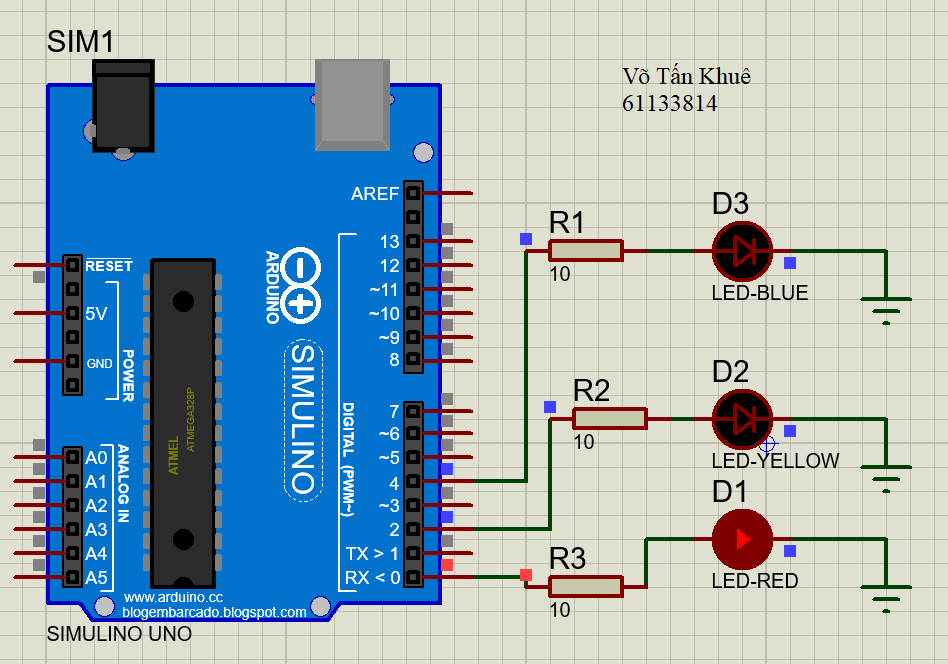 SIM1
Võ Tấn Khuê
61133814
AREF
13
12
~11
~10
~9
8
RESET
5V
GND
POWER
ARDUINO
SIMULINO
ATMEL
ATMEGA328P
DIGITAL (PWM~)
7
~6
~5
4
~3
2
TX > 1
RX < 0
ANALOG IN
A0
A1
A2
A3
A4
A5
www.arduino.cc
blogembarcado.blogspot.com
SIMULINO UNO
R1
10
D3
LED-BLUE
R2
10
D2
LED-YELLOW
R3
10
D1
LED-RED